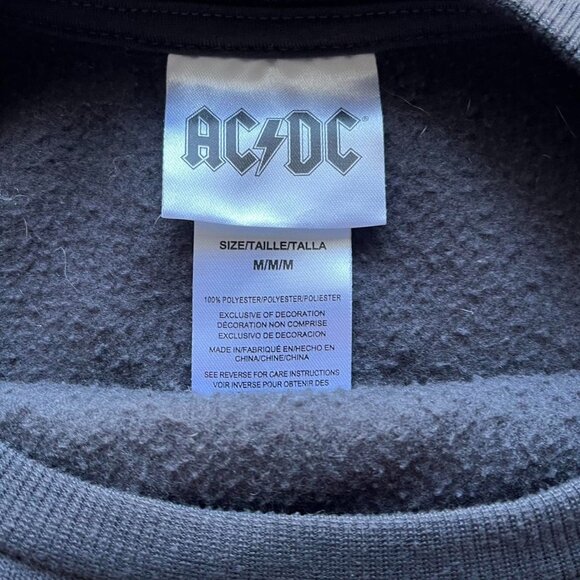 AC⚡DC®
SIZE/TAILLE/TALLA
M/M/M
100% POLYESTER/POLYESTER/POLIESTER
EXCLUSIVE OF DECORATION
DÉCORATION NON COMPRISE
EXCLUSIVO DE DECORACION
MADE IN/FABRIQUÉ EN/HECHO EN
CHINA/CHINE/CHINA
SEE REVERSE FOR CARE INSTRUCTIONS
VOIR INVERSE POUR OBTENIR DES